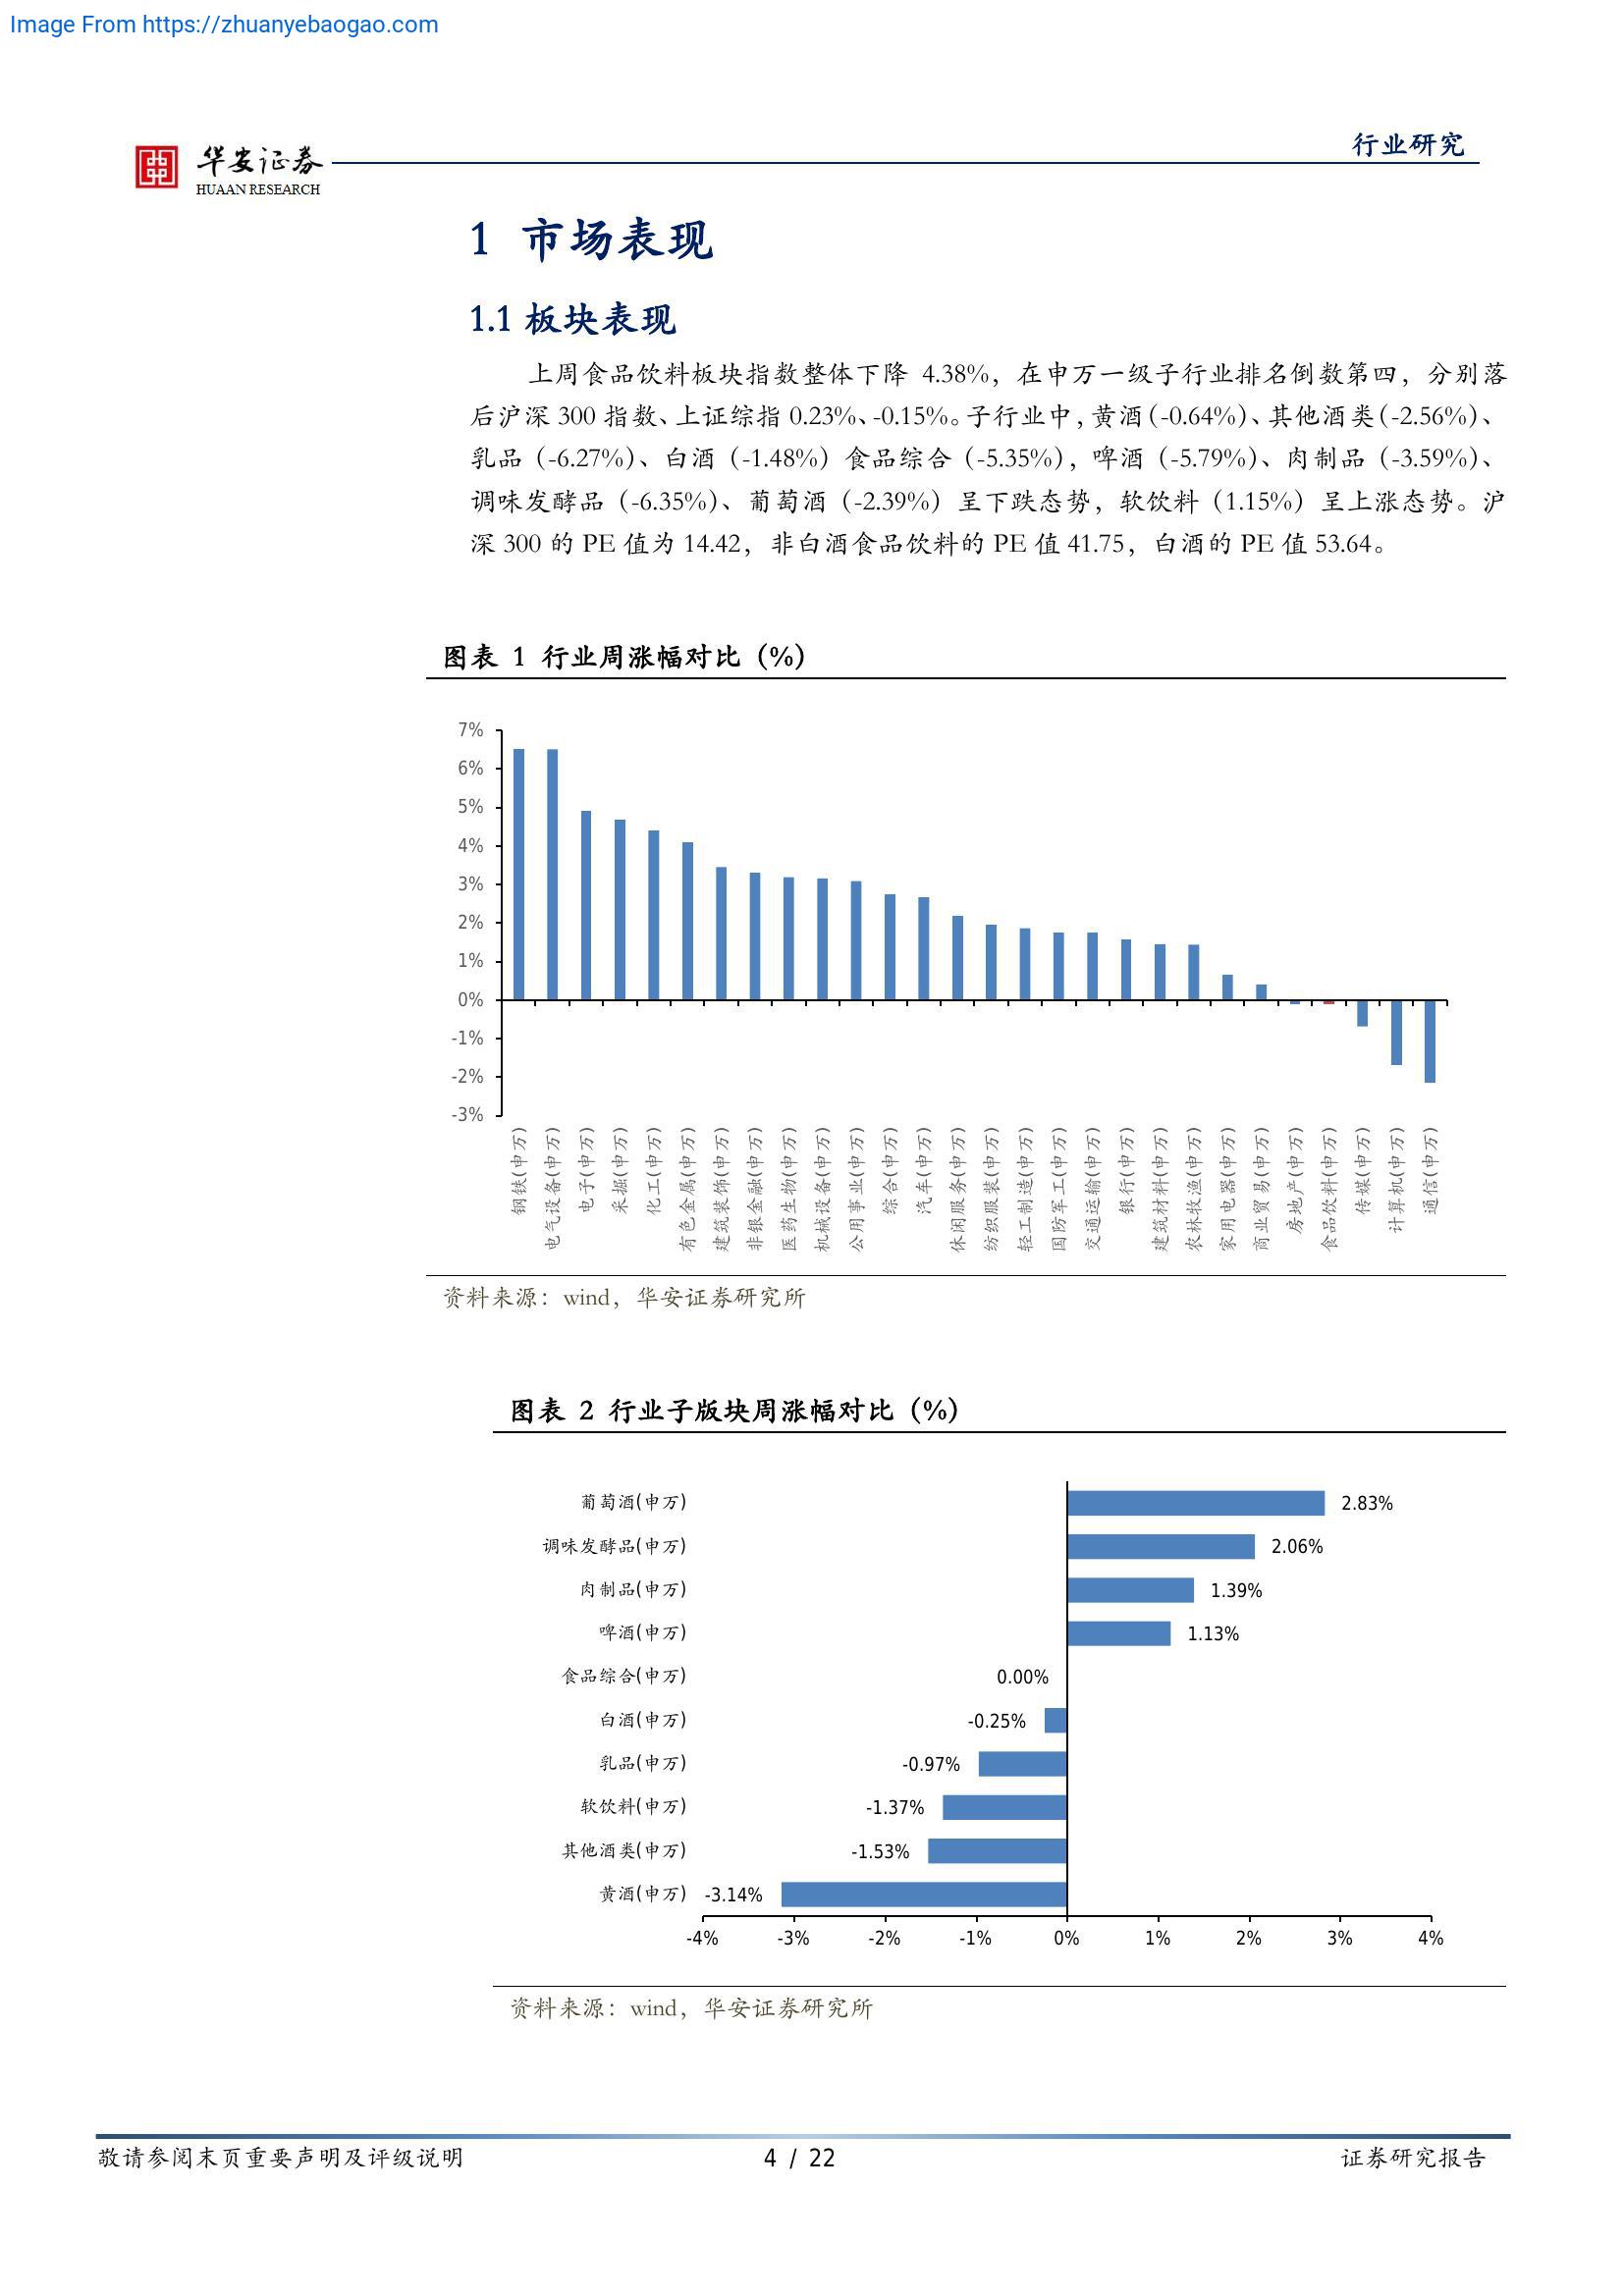 Image From https://zhuanyebaogao.com
华安证券
HUAAN RESEARCH
行业研究
1 市场表现
1.1 板块表现
上周食品饮料板块指数整体下降 4.38%，在申万一级子行业排名倒数第四，分别落
后沪深 300 指数、上证综指 0.23%、-0.15%。子行业中，黄酒（-0.64%）、其他酒类（-2.56%）、
乳品（-6.27%）、白酒（-1.48%）食品综合（-5.35%），啤酒（-5.79%）、肉制品（-3.59%）、
调味发酵品（-6.35%）、葡萄酒（-2.39%）呈下跌态势，软饮料（1.15%）呈上涨态势。沪
深 300 的 PE 值为 14.42，非白酒食品饮料的 PE 值 41.75，白酒的 PE 值 53.64。
图表 1 行业周涨幅对比（%）
7%
6%
5%
4%
3%
2%
1%
0%
-1%
-2%
-3%
钢铁(申万)
电气设备(申万)
电子(申万)
采掘(申万)
化工(申万)
有色金属(申万)
建筑装饰(申万)
非银金融(申万)
医药生物(申万)
机械设备(申万)
公用事业(申万)
综合(申万)
汽车(申万)
休闲服务(申万)
纺织服装(申万)
轻工制造(申万)
国防军工(申万)
交通运输(申万)
银行(申万)
建筑材料(申万)
农林牧渔(申万)
家用电器(申万)
商业贸易(申万)
房地产(申万)
食品饮料(申万)
传媒(申万)
计算机(申万)
通信(申万)
资料来源：wind，华安证券研究所
图表 2 行业子版块周涨幅对比（%）
葡萄酒(申万) 2.83%
调味发酵品(申万) 2.06%
肉制品(申万) 1.39%
啤酒(申万) 1.13%
食品综合(申万) 0.00%
白酒(申万) -0.25%
乳品(申万) -0.97%
软饮料(申万) -1.37%
其他酒类(申万) -1.53%
黄酒(申万) -3.14%
-4% -3% -2% -1% 0% 1% 2% 3% 4%
资料来源：wind，华安证券研究所
敬请参阅末页重要声明及评级说明 4 / 22 证券研究报告